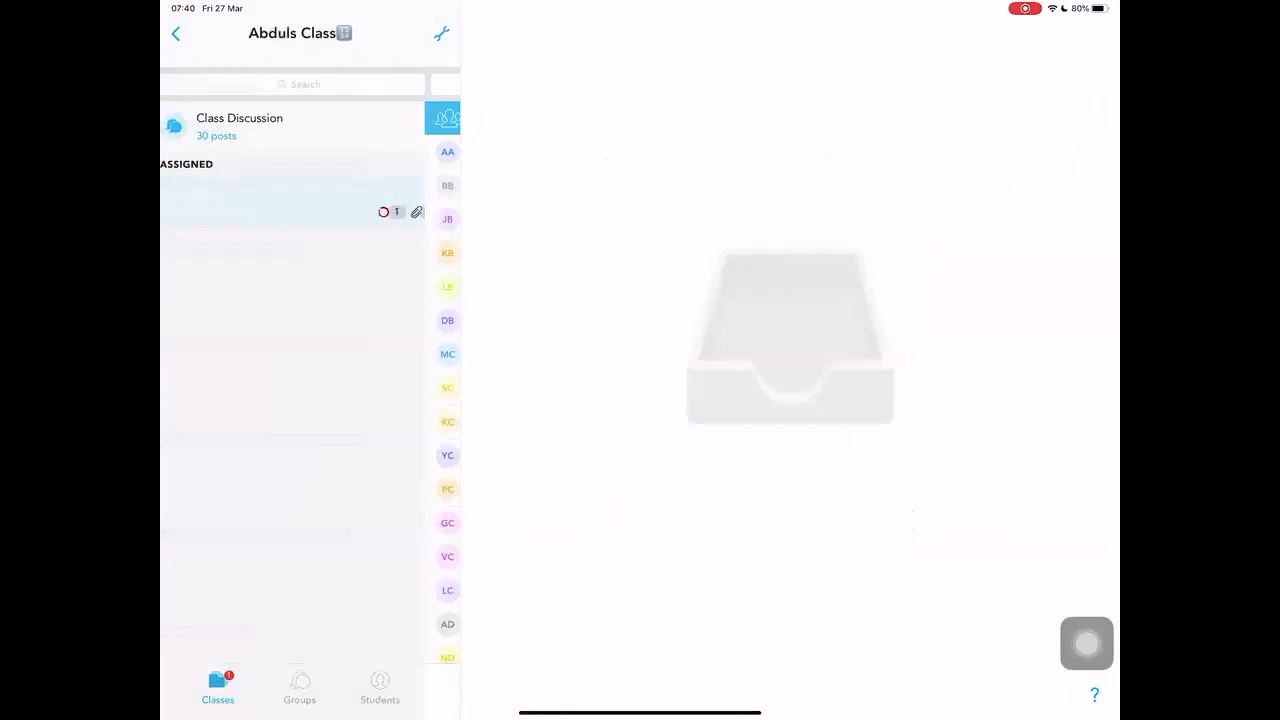 07:40 Fri 27 Mar
80%
Abduls Class
Search
Class Discussion
30 posts
ASSIGNED
1
AA
BB
JB
KB
LB
DB
MC
SC
KC
YC
PC
GC
VC
LC
AD
ND
1
Classes
Groups
Students
?